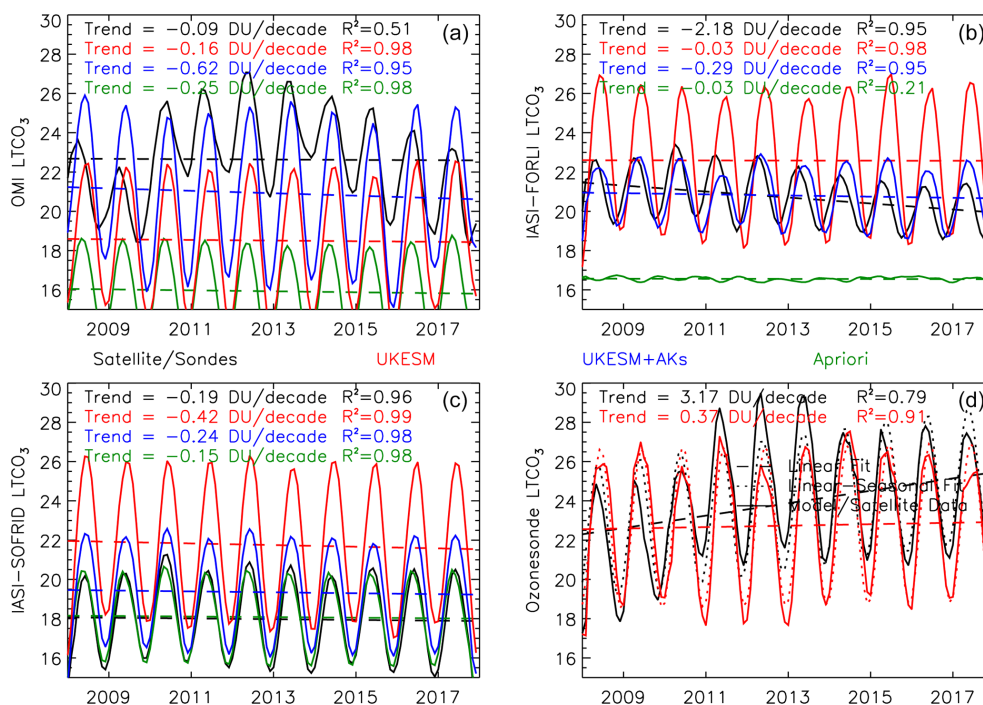 (a)
Trend = −0.09 DU/decade R²=0.51
Trend = −0.16 DU/decade R²=0.98
Trend = −0.62 DU/decade R²=0.95
Trend = −0.25 DU/decade R²=0.98
OMI LTCO₃
30
28
26
24
22
20
18
16
2009 2011 2013 2015 2017
(b)
Trend = −2.18 DU/decade R²=0.95
Trend = −0.03 DU/decade R²=0.98
Trend = −0.29 DU/decade R²=0.95
Trend = −0.03 DU/decade R²=0.21
IASI−FORLI LTCO₃
30
28
26
24
22
20
18
16
2009 2011 2013 2015 2017
Satellite/Sondes UKESM UKESM+AKs Apriori
(c)
Trend = −0.19 DU/decade R²=0.96
Trend = −0.42 DU/decade R²=0.99
Trend = −0.24 DU/decade R²=0.98
Trend = −0.15 DU/decade R²=0.98
IASI−SOFRID LTCO₃
30
28
26
24
22
20
18
16
2009 2011 2013 2015 2017
(d)
Trend = 3.17 DU/decade R²=0.79
Trend = 0.37 DU/decade R²=0.91
Linear Fit
Linear−Seasonal Fit
Model/Satellite Data
Ozonesonde LTCO₃
30
28
26
24
22
20
18
16
2009 2011 2013 2015 2017